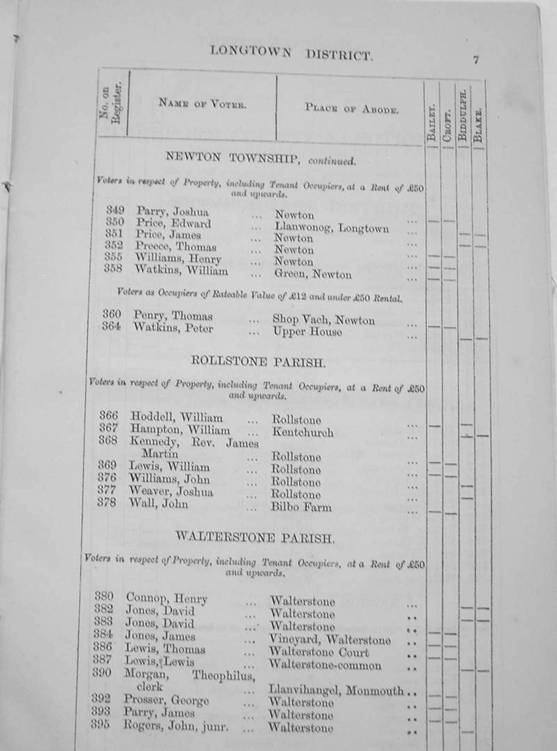 LONGTOWN DISTRICT. 7
No. on Register. NAME OF VOTER. PLACE OF ABODE. BAILEY. CROFT. BIDDULPH. BLAKE.
NEWTON TOWNSHIP, continued.
Voters in respect of Property, including Tenant Occupiers, at a Rent of £50
and upwards.
349 Parry, Joshua ... Newton ...
350 Price, Edward ... Llanwonog, Longtown ...
351 Price, James ... Newton ...
352 Preece, Thomas ... Newton ...
355 Williams, Henry ... Newton ...
358 Watkins, William ... Green, Newton ...
Voters as Occupiers of Rateable Value of £12 and under £50 Rental.
360 Penry, Thomas ... Shop Vach, Newton ...
364 Watkins, Peter ... Upper House ...
ROLLSTONE PARISH.
Voters in respect of Property, including Tenant Occupiers, at a Rent of £50
and upwards.
366 Hoddell, William ... Rollstone ...
367 Hampton, William ... Kentchurch ...
368 Kennedy, Rev. James
Martin ... Rollstone ...
369 Lewis, William ... Rollstone ...
376 Williams, John ... Rollstone ...
377 Weaver, Joshua ... Rollstone ...
378 Wall, John ... Bilbo Farm ...
WALTERSTONE PARISH.
Voters in respect of Property, including Tenant Occupiers, at a Rent of £50
and upwards.
380 Connop, Henry ... Walterstone ...
382 Jones, David ... Walterstone ...
383 Jones, David ... Walterstone ..
384 Jones, James ... Vineyard, Walterstone ..
386 Lewis, Thomas ... Walterstone Court ..
387 Lewis, Lewis ... Walterstone-common ..
390 Morgan, Theophilus,
clerk ... Llanvihangel, Monmouth ..
392 Prosser, George ... Walterstone ..
393 Parry, James ... Walterstone ..
395 Rogers, John, junr. ... Walterstone ..